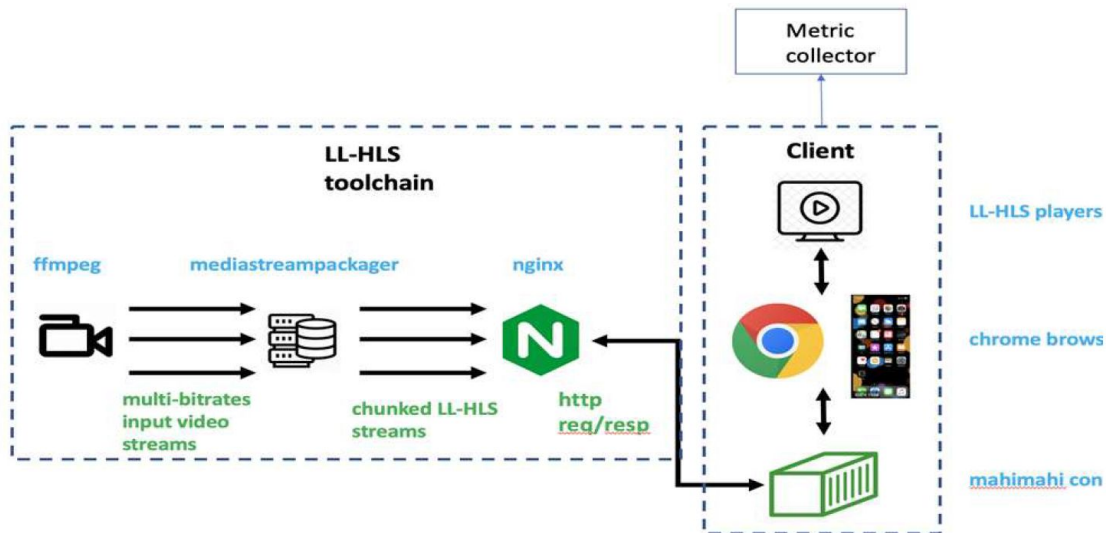 Metric
collector
LL-HLS
toolchain
Client
LL-HLS players
ffmpeg
mediastreampackager
nginx
N
chrome brows
multi-bitrates
input video
streams
chunked LL-HLS
streams
http
req/resp
mahimahi con